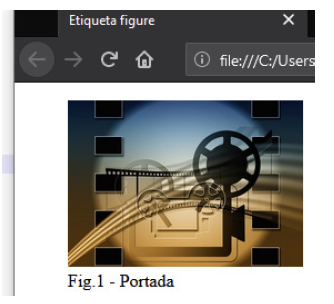 Etiqueta figure
file:///C:/Users
Fig.1 - Portada